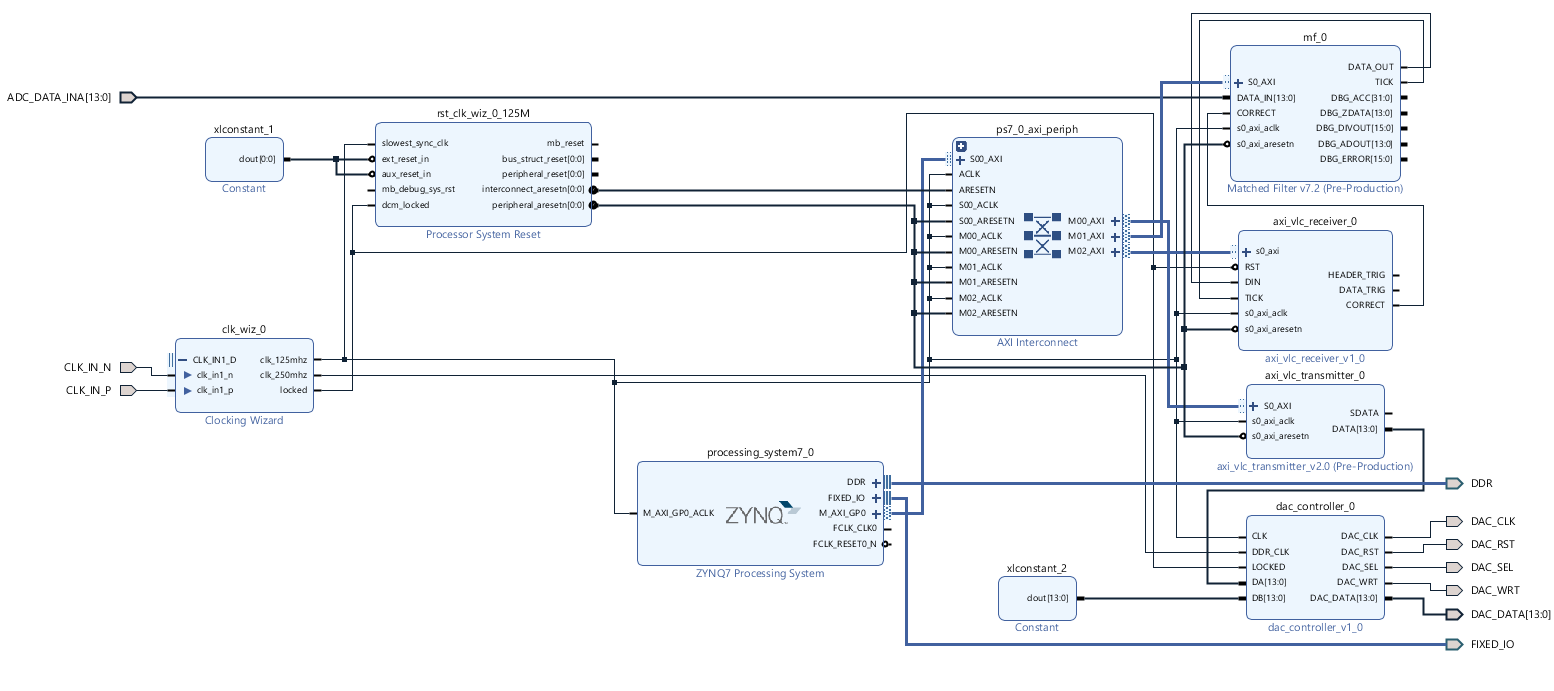 ADC_DATA_INA[13:0]
CLK_IN_N
CLK_IN_P
xlconstant_1
dout[0:0]
Constant
rst_clk_wiz_0_125M
slowest_sync_clk
ext_reset_in
aux_reset_in
mb_debug_sys_rst
dcm_locked
mb_reset
bus_struct_reset[0:0]
peripheral_reset[0:0]
interconnect_aresetn[0:0]
peripheral_aresetn[0:0]
Processor System Reset
clk_wiz_0
CLK_IN1_D
clk_in1_n
clk_in1_p
clk_125mhz
clk_250mhz
locked
Clocking Wizard
processing_system7_0
M_AXI_GP0_ACLK
ZYNQ
DDR
FIXED_IO
M_AXI_GP0
FCLK_CLK0
FCLK_RESET0_N
ZYNQ7 Processing System
ps7_0_axi_periph
S00_AXI
ACLK
ARESETN
S00_ACLK
S00_ARESETN
M00_ACLK
M00_ARESETN
M01_ACLK
M01_ARESETN
M02_ACLK
M02_ARESETN
M00_AXI
M01_AXI
M02_AXI
AXI Interconnect
xlconstant_2
dout[13:0]
Constant
mf_0
S0_AXI
DATA_IN[13:0]
CORRECT
s0_axi_aclk
s0_axi_aresetn
DATA_OUT
TICK
DBG_ACC[31:0]
DBG_ZDATA[13:0]
DBG_DIVOUT[15:0]
DBG_ADOUT[13:0]
DBG_ERROR[15:0]
Matched Filter v7.2 (Pre-Production)
axi_vlc_receiver_0
s0_axi
RST
DIN
TICK
s0_axi_aclk
s0_axi_aresetn
HEADER_TRIG
DATA_TRIG
CORRECT
axi_vlc_receiver_v1_0
axi_vlc_transmitter_0
S0_AXI
s0_axi_aclk
s0_axi_aresetn
SDATA
DATA[13:0]
axi_vlc_transmitter_v2.0 (Pre-Production)
dac_controller_0
CLK
DDR_CLK
LOCKED
DA[13:0]
DB[13:0]
DAC_CLK
DAC_RST
DAC_SEL
DAC_WRT
DAC_DATA[13:0]
dac_controller_v1_0
DDR
DAC_CLK
DAC_RST
DAC_SEL
DAC_WRT
DAC_DATA[13:0]
FIXED_IO